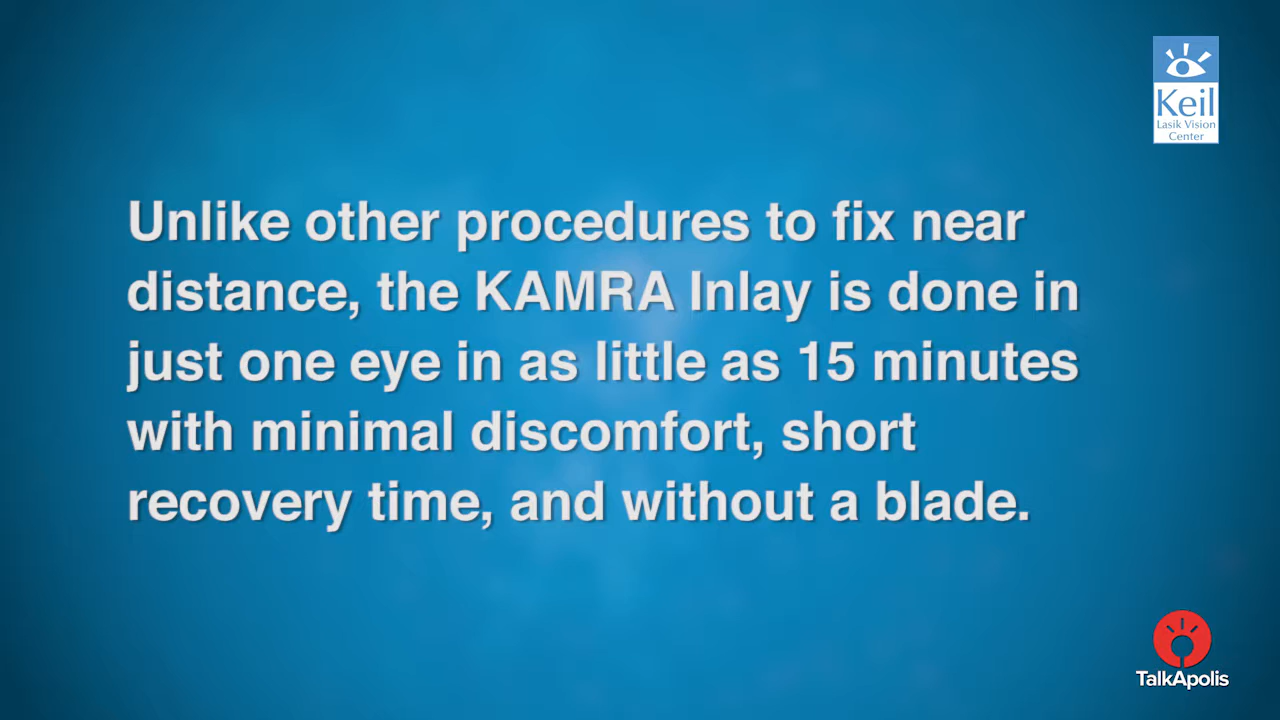 Keil
Lasik Vision
Center
Unlike other procedures to fix near
distance, the KAMRA Inlay is done in
just one eye in as little as 15 minutes
with minimal discomfort, short
recovery time, and without a blade.
TalkApolis